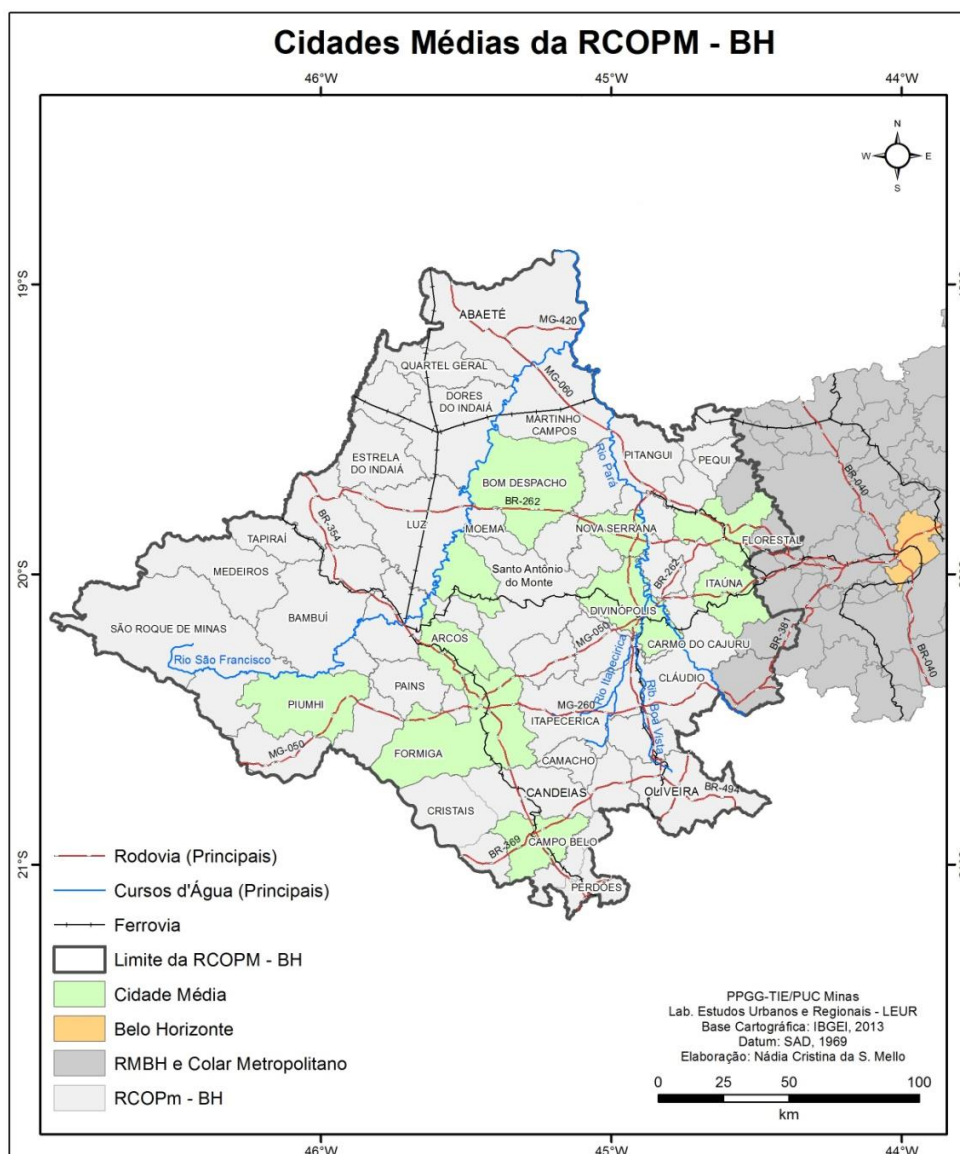 Cidades Médias da RCOPM - BH
46°W
45°W
44°W
N
W
E
S
19°S
ABAETÉ
MG-420
QUARTEL GERAL
MG-060
DORES
DO INDAIÁ
MARTINHO
CAMPOS
PITANGUI
PEQUI
Rio Pará
BR-040
ESTRELA
DO INDAIÁ
BOM DESPACHO
BR-262
LUZ
MOEMA
NOVA SERRANA
FLORESTAL
BR-354
TAPIRAÍ
20°S
MEDEIROS
Santo Antônio
do Monte
BR-262
ITAÚNA
BAMBUÍ
DIVINÓPOLIS
SÃO ROQUE DE MINAS
ARCOS
MG-050
CARMO DO CAJURU
BR-381
Rio São Francisco
Rio Itapecirica
CLÁUDIO
BR-040
PAINS
PIUMHI
MG-260
ITAPECERICA
Rib. Boa Vista
MG-050
FORMIGA
CAMACHO
CANDEIAS
OLIVEIRA
BR-494
CRISTAIS
CAMPO BELO
BR-369
21°S
PERDÕES
Rodovia (Principais)
Cursos d'Água (Principais)
Ferrovia
Limite da RCOPM - BH
Cidade Média
Belo Horizonte
RMBH e Colar Metropolitano
RCOPm - BH
PPGG-TIE/PUC Minas
Lab. Estudos Urbanos e Regionais - LEUR
Base Cartográfica: IBGEI, 2013
Datum: SAD, 1969
Elaboração: Nádia Cristina da S. Mello
0 25 50 100
km
46°W
45°W
44°W